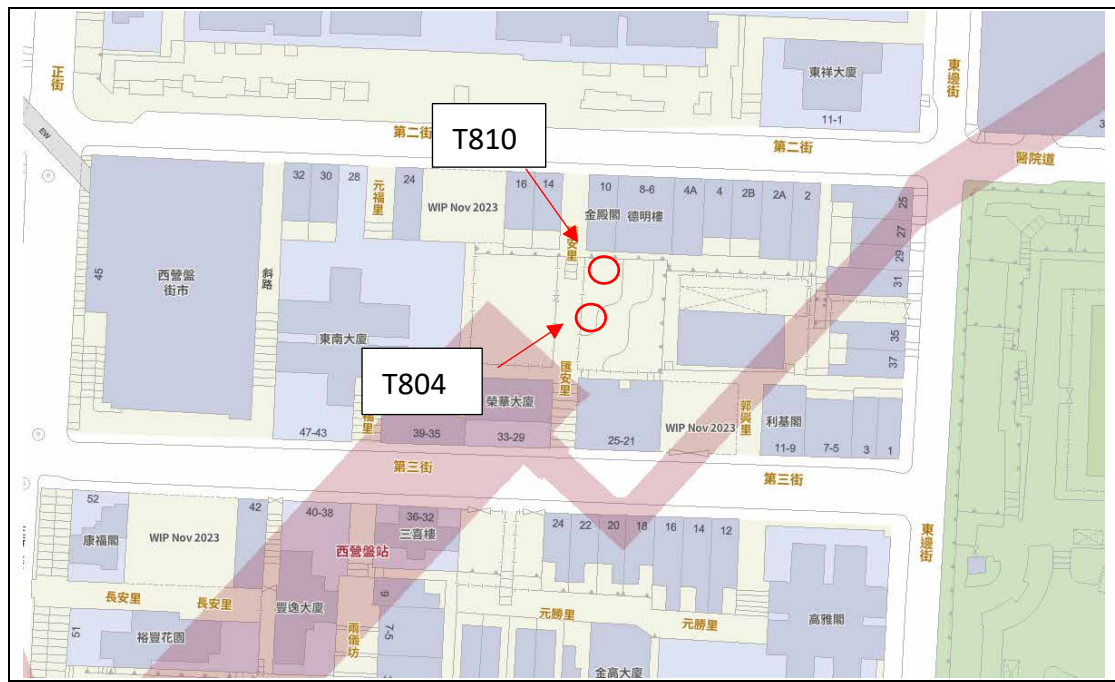 正街
東祥大廈
11-1
東邊街
EW
第二街
第二街
醫院道
3
T810
32
30
28
元福里
24
WIP Nov 2023
16
14
10
8-6
4A
4
2B
2A
2
金殿閣
德明樓
安里
25
27
29
31
35
37
45
西營盤
街市
斜路
東南大廈
T804
匯安里
榮華大廈
47-43
福里
39-35
33-29
25-21
WIP Nov 2023
郭興里
利基閣
11-9
7-5
3
1
R
R
第三街
第三街
52
康福閣
WIP Nov 2023
42
40-38
36-32
三喜樓
西營盤站
24
22
20
18
16
14
12
東邊街
長安里
長安里
豐逸大廈
兩儀坊
9
7-5
元勝里
元勝里
高雅閣
51
裕豐花園
金高大廈